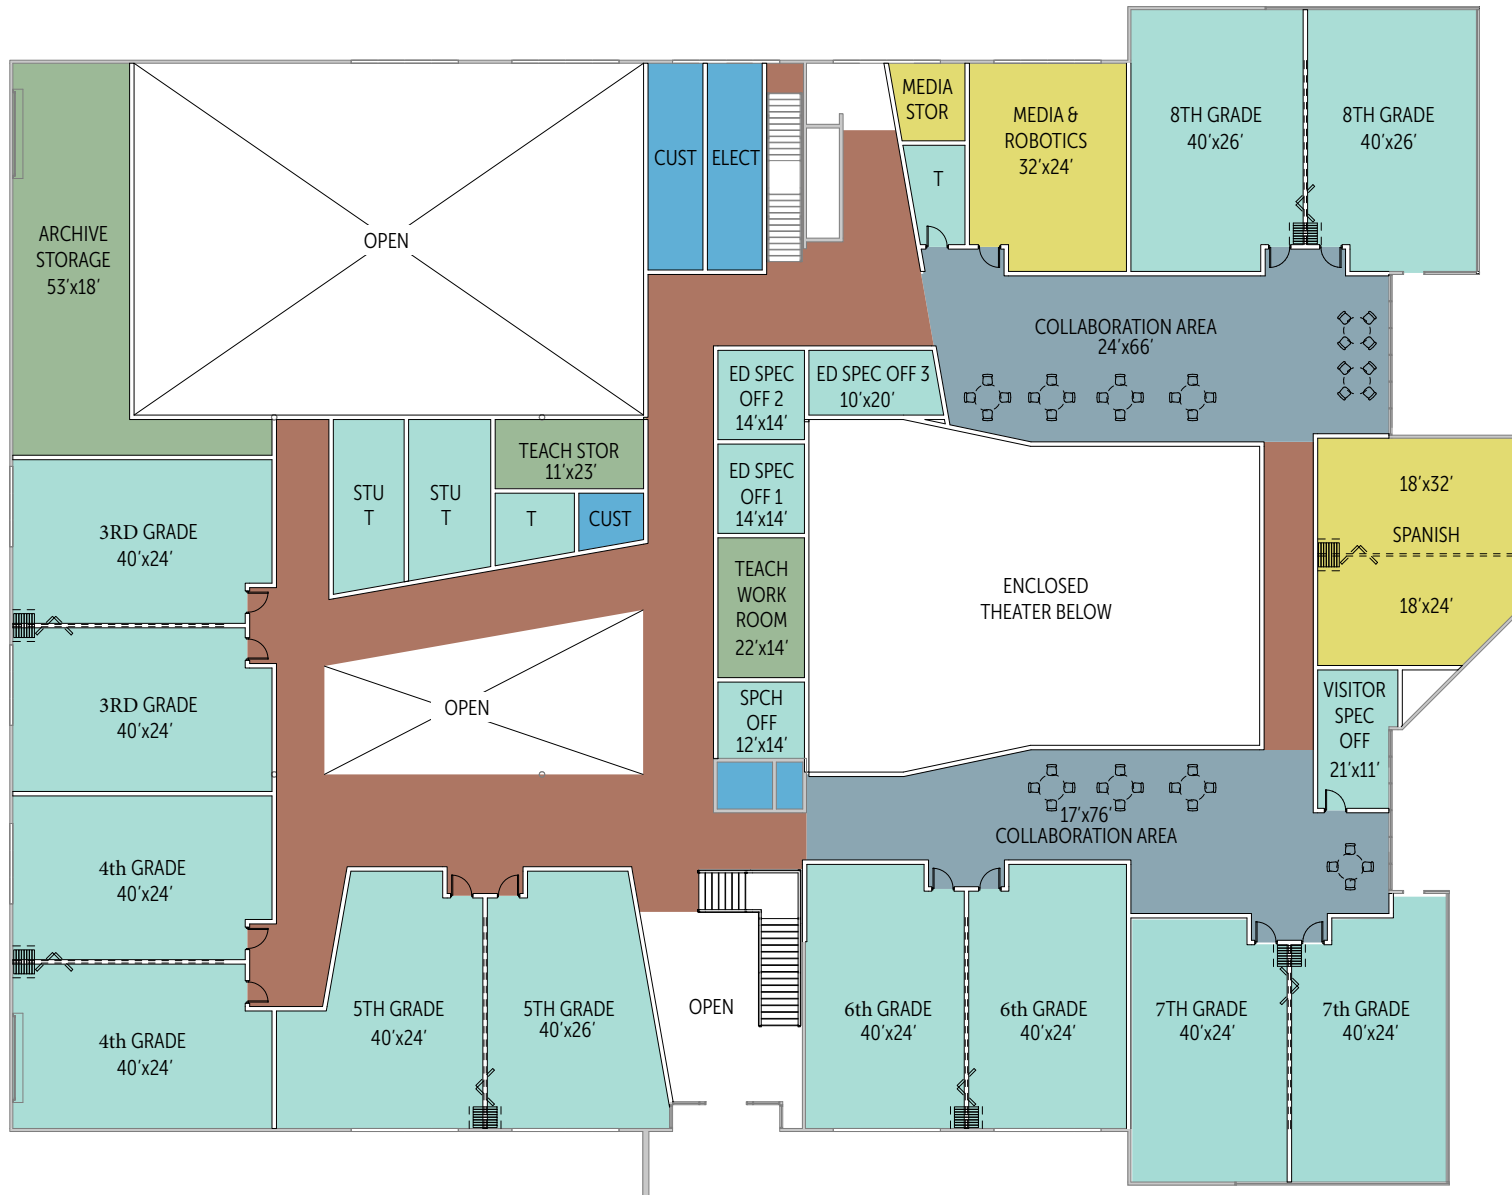 8TH GRADE
40'x26'
8TH GRADE
40'x26'
MEDIA
STOR
MEDIA &
ROBOTICS
32'x24'
CUST
ELECT
T
OPEN
ARCHIVE
STORAGE
53'x18'
COLLABORATION AREA
24'x66'
ED SPEC
OFF 2
14'x14'
ED SPEC OFF 3
10'x20'
TEACH STOR
11'x23'
STU
T
STU
T
T
CUST
ED SPEC
OFF 1
14'x14'
18'x32'
SPANISH
18'x24'
3RD GRADE
40'x24'
TEACH
WORK
ROOM
22'x14'
ENCLOSED
THEATER BELOW
3RD GRADE
40'x24'
OPEN
SPCH
OFF
12'x14'
VISITOR
SPEC
OFF
21'x11'
17'x76'
COLLABORATION AREA
4th GRADE
40'x24'
4th GRADE
40'x24'
5TH GRADE
40'x24'
5TH GRADE
40'x26'
OPEN
6th GRADE
40'x24'
6th GRADE
40'x24'
7TH GRADE
40'x24'
7th GRADE
40'x24'